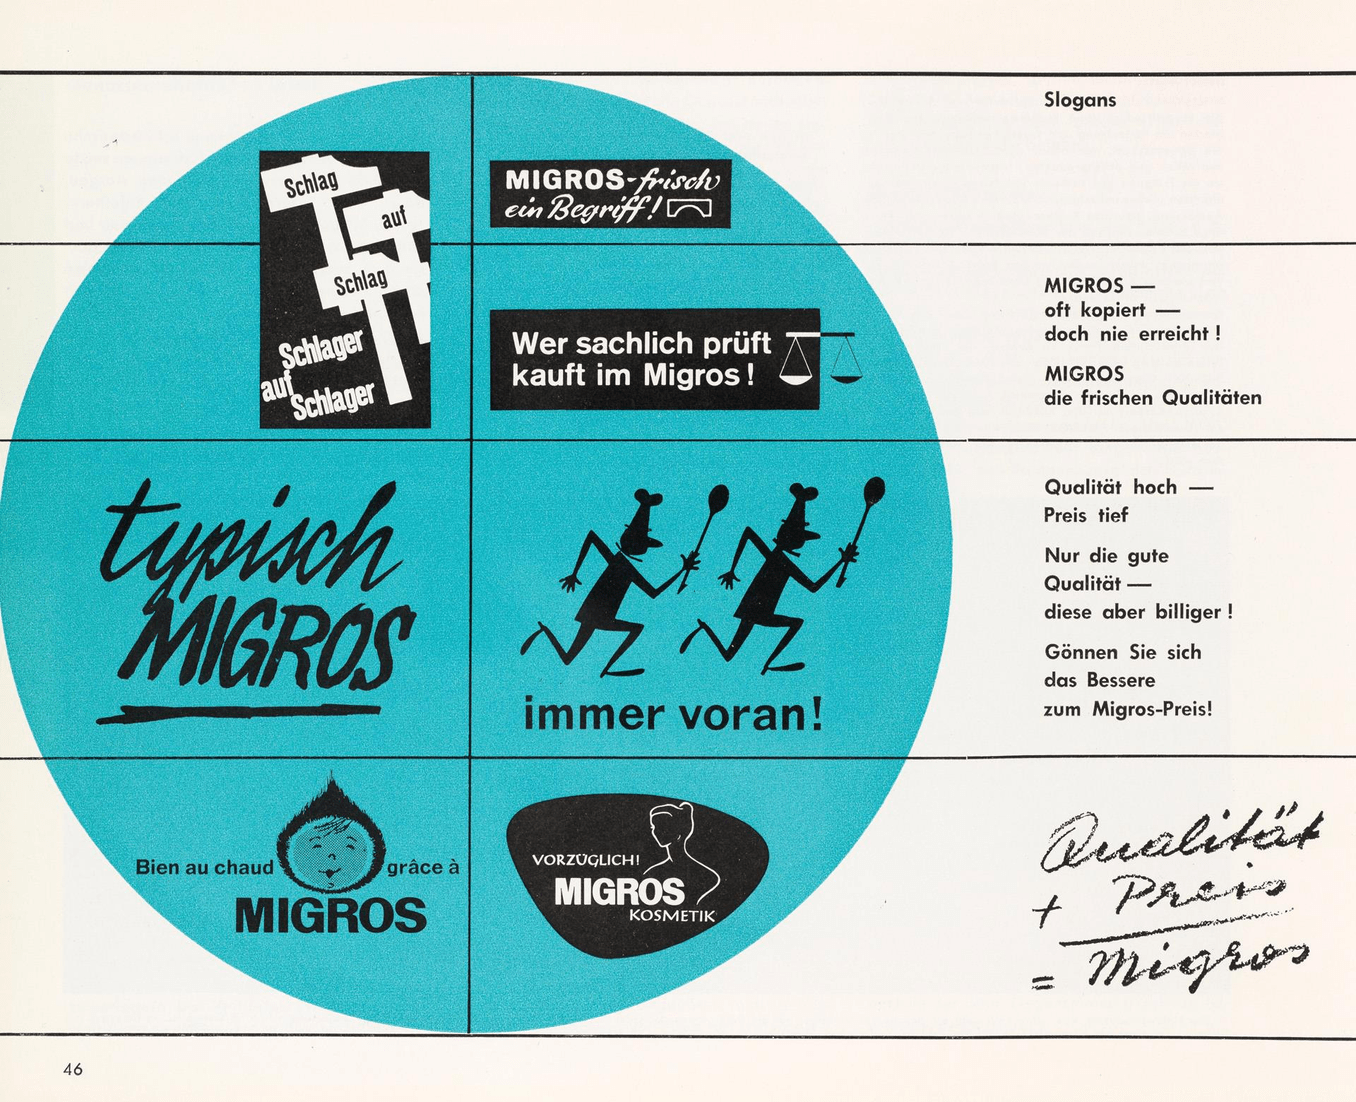 Slogans
Schlag
auf
Schlag
Schlager
auf
Schlager
MIGROS-frisch
ein Begriff!
Wer sachlich prüft
kauft im Migros!
MIGROS —
oft kopiert —
doch nie erreicht!
MIGROS
die frischen Qualitäten
typisch
MIGROS
immer voran!
Qualität hoch —
Preis tief
Nur die gute
Qualität —
diese aber billiger!
Gönnen Sie sich
das Bessere
zum Migros-Preis!
Bien au chaud grâce à
MIGROS
VORZÜGLICH!
MIGROS
KOSMETIK
Qualität
+ Preis
= Migros
46